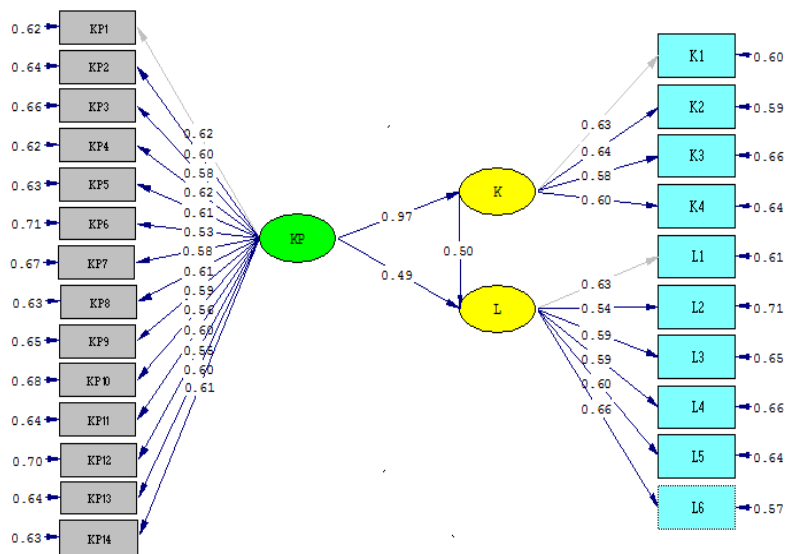 0.62 KP1
0.64 KP2
0.66 KP3
0.62 KP4
0.63 KP5
0.71 KP6
0.67 KP7
0.63 KP8
0.65 KP9
0.68 KP10
0.64 KP11
0.70 KP12
0.64 KP13
0.63 KP14
0.62
0.60
0.58
0.62
0.61
0.53
0.58
0.61
0.59
0.56
0.60
0.55
0.60
0.61
KP
0.97
0.49
0.50
K
L
0.63
0.64
0.58
0.60
0.63
0.54
0.59
0.59
0.60
0.66
K1 0.60
K2 0.59
K3 0.66
K4 0.64
L1 0.61
L2 0.71
L3 0.65
L4 0.66
L5 0.64
L6 0.57